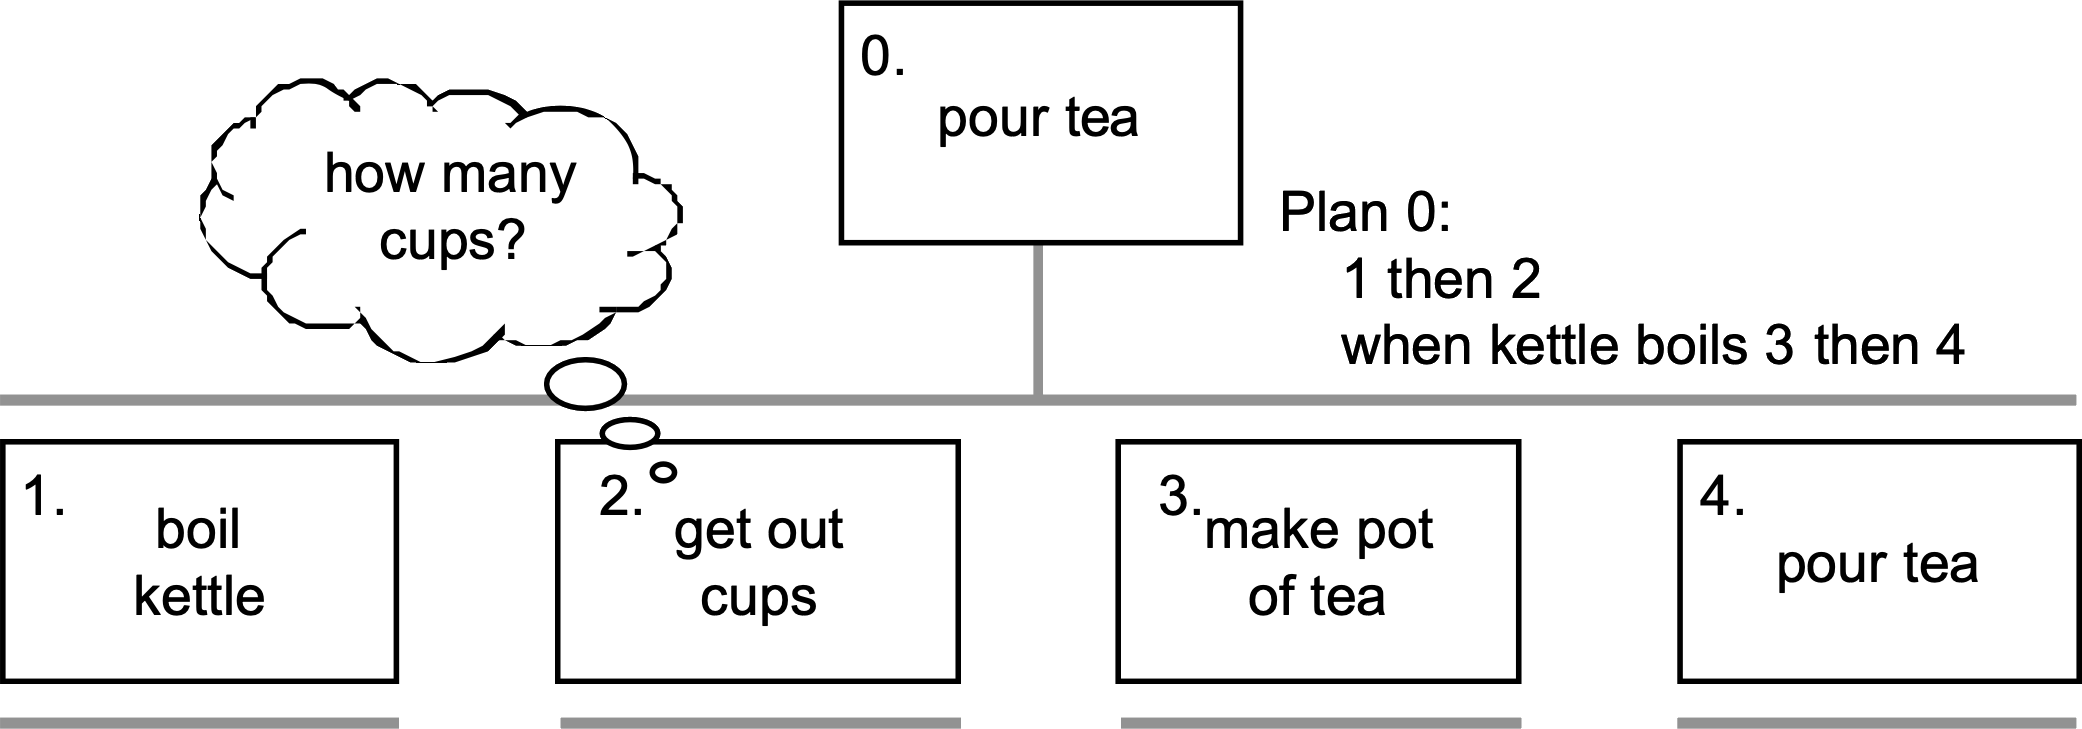 0.
pour tea
how many
cups?
Plan 0:
1 then 2
when kettle boils 3 then 4
1.
boil
kettle
2.
get out
cups
3.
make pot
of tea
4.
pour tea